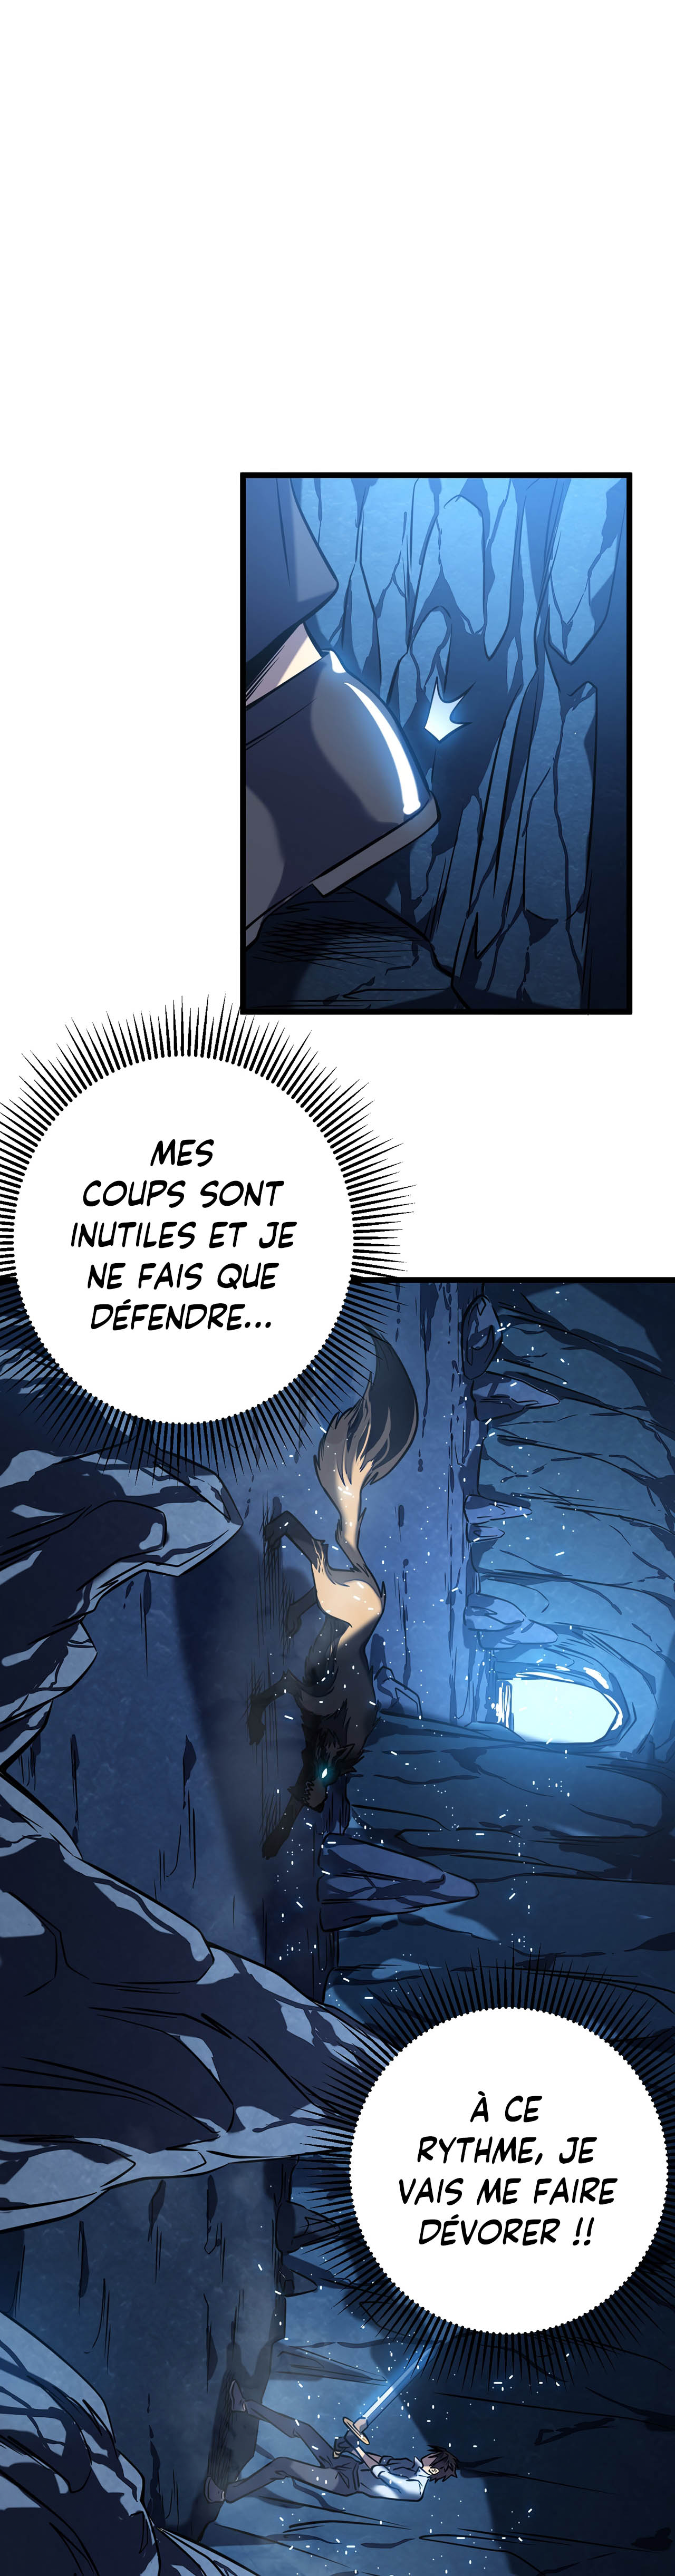 MES
COUPS SONT
INUTILES ET JE
NE FAIS QUE
DÉFENDRE...
À CE
RYTHME, JE
VAIS ME FAIRE
DÉVORER !!